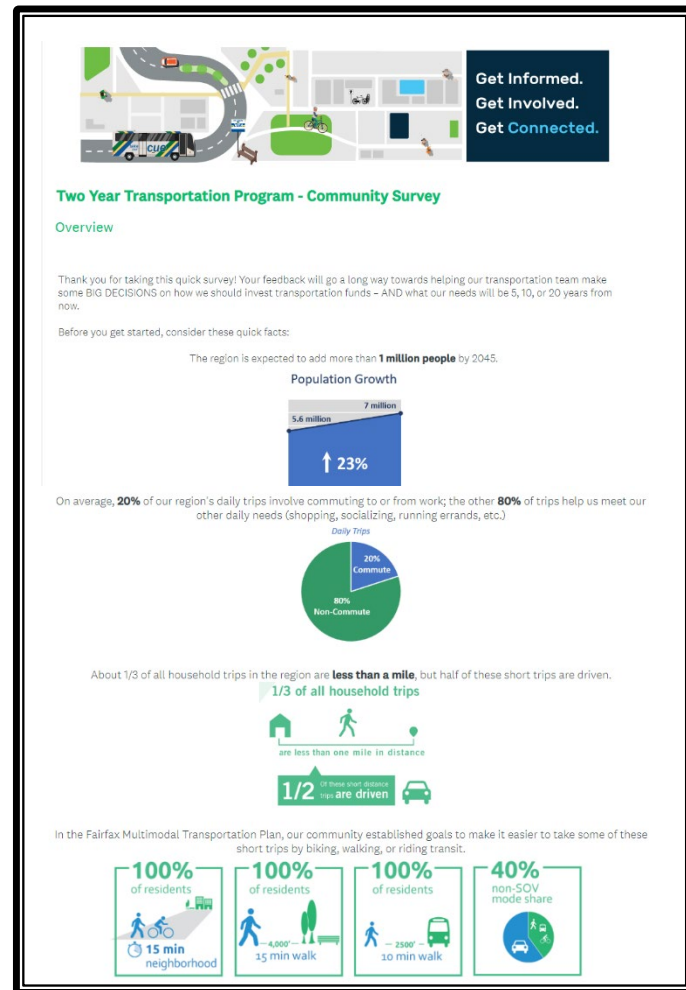 Get Informed.
Get Involved.
Get Connected.
cue
Two Year Transportation Program - Community Survey
Overview
Thank you for taking this quick survey! Your feedback will go a long way towards helping our transportation team make
some BIG DECISIONS on how we should invest transportation funds – AND what our needs will be 5, 10, or 20 years from
now.
Before you get started, consider these quick facts:
The region is expected to add more than 1 million people by 2045.
Population Growth
7 million
5.6 million
↑ 23%
On average, 20% of our region's daily trips involve commuting to or from work; the other 80% of trips help us meet our
other daily needs (shopping, socializing, running errands, etc.)
Daily Trips
20%
Commute
80%
Non-Commute
About 1/3 of all household trips in the region are less than a mile, but half of these short trips are driven.
1/3 of all household trips
are less than one mile in distance
1/2 Of these short distance
trips are driven
In the Fairfax Multimodal Transportation Plan, our community established goals to make it easier to take some of these
short trips by biking, walking, or riding transit.
100%
of residents
15 min
neighborhood
100%
of residents
4,000'
15 min walk
100%
of residents
2500'
10 min walk
40%
non-SOV
mode share